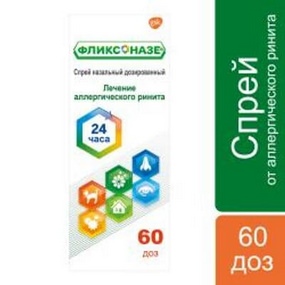 gsk
ФЛИКСОНАЗЕ
Спрей назальный дозированный
Лечение
аллергического ринита
24
часа
60
доз
Спрей
от аллергического ринита
60
доз